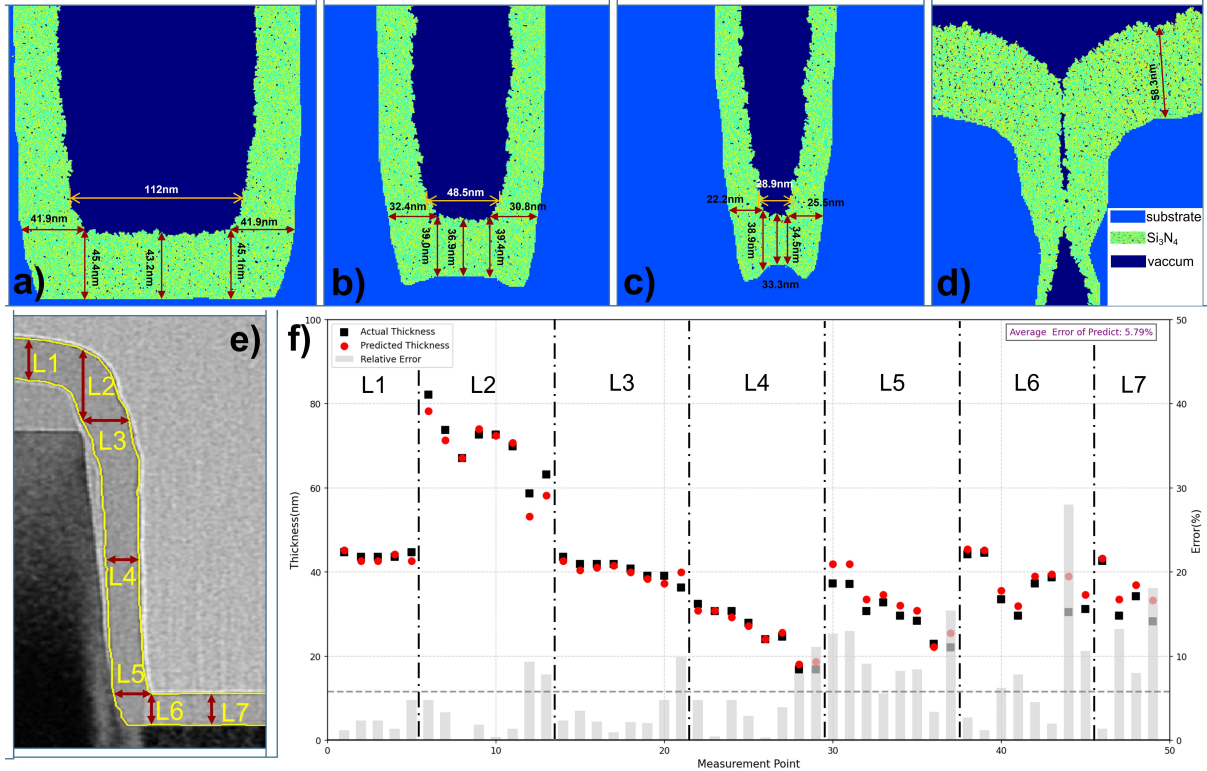 112nm
41.9nm
41.9nm
45.4nm
43.2nm
45.1nm
a)
48.5nm
32.4nm
30.8nm
39.0nm
36.9nm
39.4nm
b)
28.9nm
22.2nm
25.5nm
38.9nm
34.5nm
33.3nm
c)
58.3nm
substrate
Si₃N₄
vaccum
d)
e)
L1
L2
L3
L4
L5
L6
L7
f)
Actual Thickness
Predicted Thickness
Relative Error
Average Error of Predict: 5.79%
L1
L2
L3
L4
L5
L6
L7
Thickness(nm)
100
80
60
40
20
0
Error(%)
50
40
30
20
10
0
0
10
20
30
40
50
Measurement Point